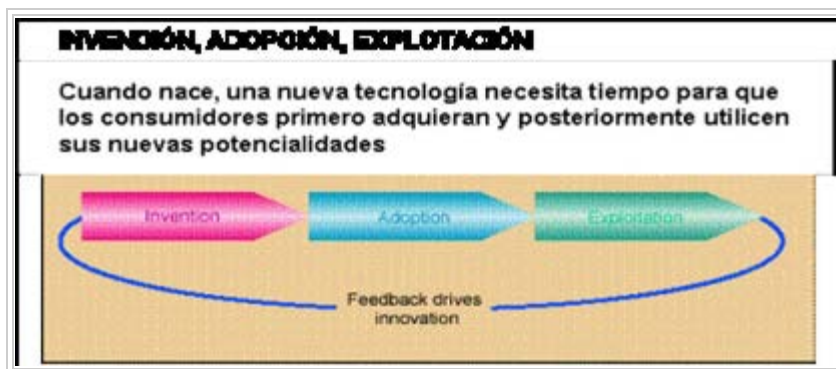 INVENCIÓN, ADOPCIÓN, EXPLOTACIÓN
Cuando nace, una nueva tecnología necesita tiempo para que
los consumidores primero adquieran y posteriormente utilicen
sus nuevas potencialidades
Invention Adoption Exploitation
Feedback drives
innovation